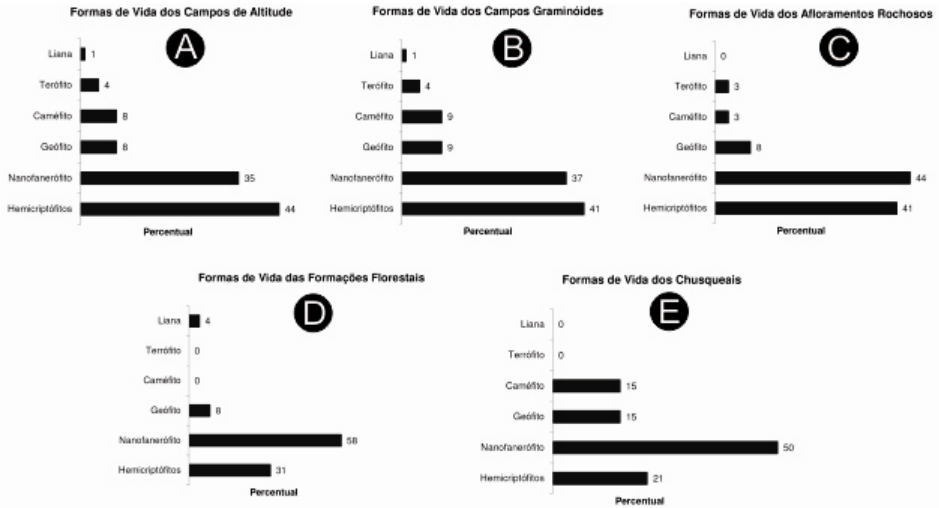 Formas de Vida dos Campos de Altitude
A
Liana 1
Terófito 4
Caméfito 8
Geófito 8
Nanofanerófito 35
Hemicriptófitos 44
Percentual
Formas de Vida dos Campos Graminóides
B
Liana 1
Terófito 4
Caméfito 9
Geófito 9
Nanofanerófito 37
Hemicriptófitos 41
Percentual
Formas de Vida dos Afloramentos Rochosos
C
Liana 0
Terófito 3
Caméfito 3
Geófito 8
Nanofanerófito 44
Hemicriptófitos 41
Percentual
Formas de Vida das Formações Florestais
D
Liana 4
Terrófito 0
Caméfito 0
Geófito 8
Nanofanerófito 58
Hemicriptófitos 31
Percentual
Formas de Vida dos Chusqueais
E
Liana 0
Terrófito 0
Caméfito 15
Geófito 15
Nanofanerófito 50
Hemicriptófitos 21
Percentual